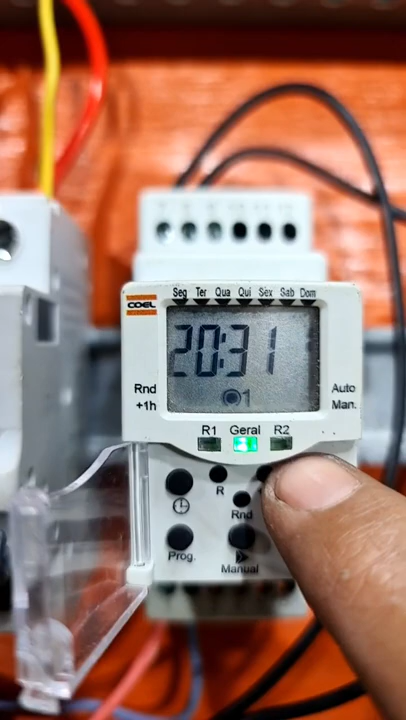 Seg Ter Qua Qui Sex Sab Dom
COEL
20:31
1
Rnd
+1h
Auto
Man.
R1 Geral R2
R
Rnd
Prog.
Manual